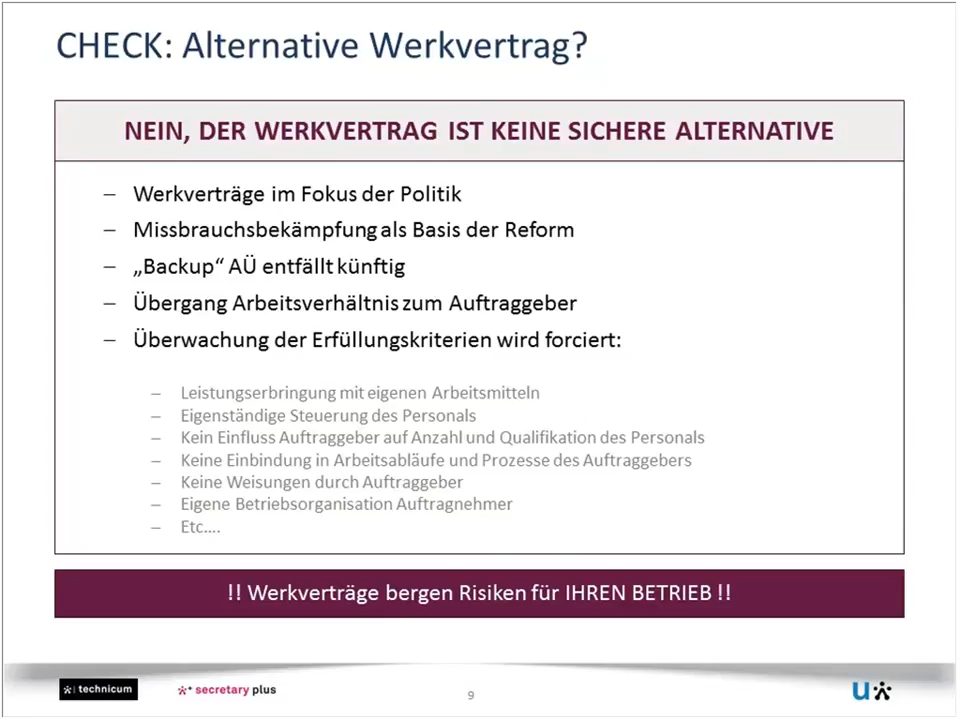 CHECK: Alternative Werkvertrag?
NEIN, DER WERKVERTRAG IST KEINE SICHERE ALTERNATIVE
– Werkverträge im Fokus der Politik
– Missbrauchsbekämpfung als Basis der Reform
– „Backup“ AÜ entfällt künftig
– Übergang Arbeitsverhältnis zum Auftraggeber
– Überwachung der Erfüllungskriterien wird forciert:
– Leistungserbringung mit eigenen Arbeitsmitteln
– Eigenständige Steuerung des Personals
– Kein Einfluss Auftraggeber auf Anzahl und Qualifikation des Personals
– Keine Einbindung in Arbeitsabläufe und Prozesse des Auftraggebers
– Keine Weisungen durch Auftraggeber
– Eigene Betriebsorganisation Auftragnehmer
– Etc....
!! Werkverträge bergen Risiken für IHREN BETRIEB !!
technicum
secretary plus
9
u